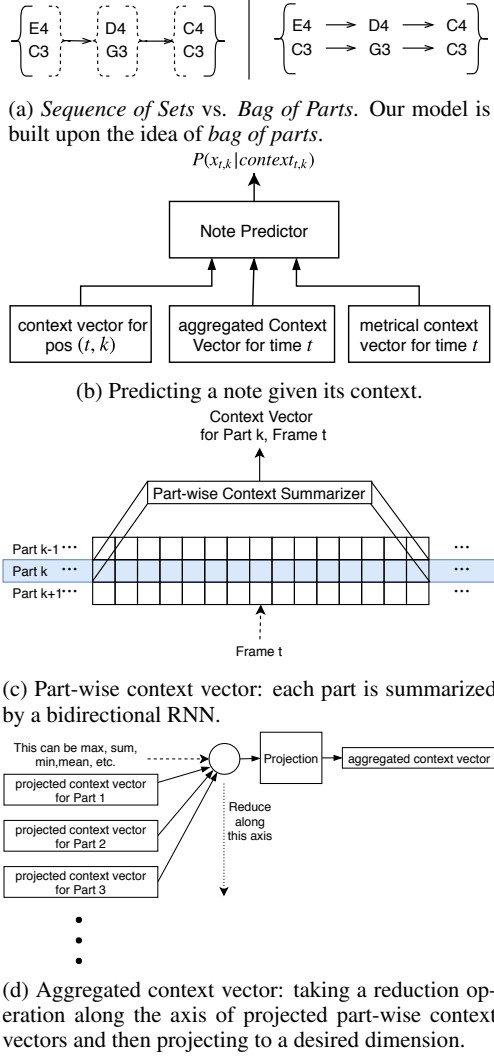 E4 D4 C4 E4 D4 C4
C3 G3 C3 C3 G3 C3
(a) Sequence of Sets vs. Bag of Parts. Our model is
built upon the idea of bag of parts.
P(x_{t,k}|context_{t,k})
Note Predictor
context vector for
pos (t, k)
aggregated Context
Vector for time t
metrical context
vector for time t
(b) Predicting a note given its context.
Context Vector
for Part k, Frame t
Part-wise Context Summarizer
Part k-1 ••• •••
Part k ••• •••
Part k+1 ••• •••
Frame t
(c) Part-wise context vector: each part is summarized
by a bidirectional RNN.
This can be max, sum,
min,mean, etc.
Projection
aggregated context vector
projected context vector
for Part 1
Reduce
along
this axis
projected context vector
for Part 2
projected context vector
for Part 3
(d) Aggregated context vector: taking a reduction op-
eration along the axis of projected part-wise context
vectors and then projecting to a desired dimension.